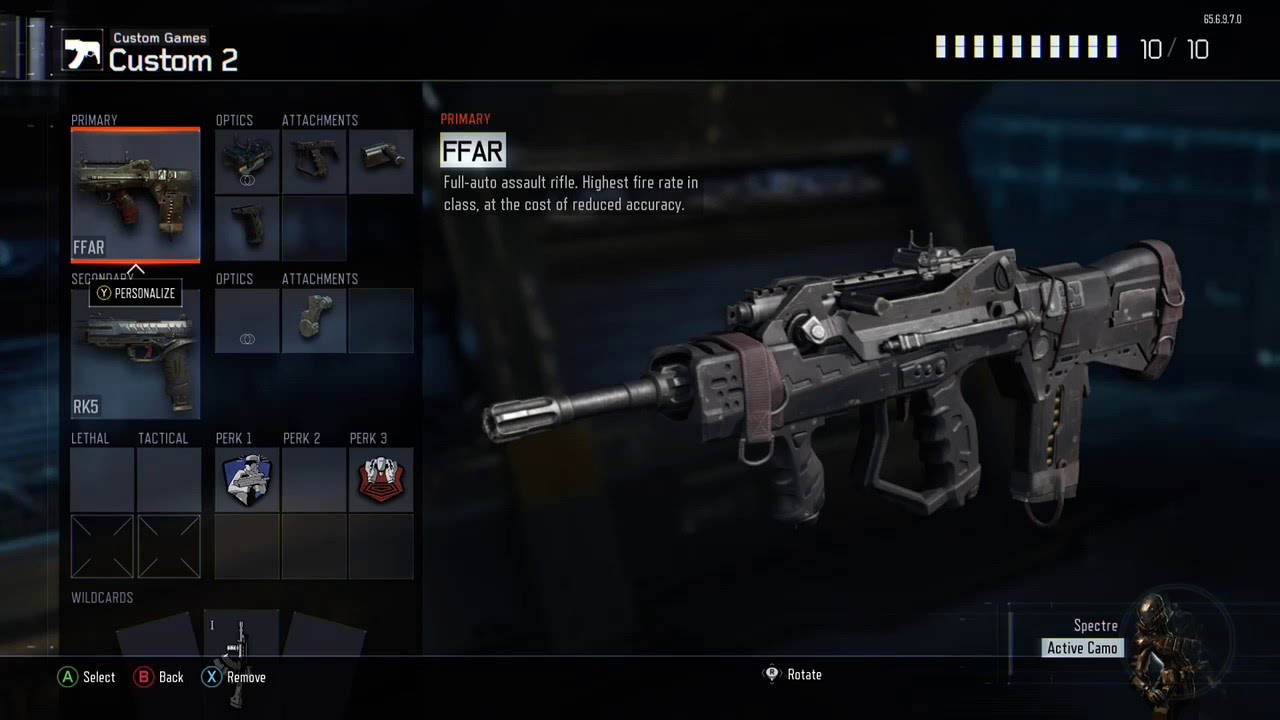 65.6.9.7.0
Custom Games
Custom 2
10 / 10
PRIMARY
OPTICS
ATTACHMENTS
FFAR
SECONDARY
OPTICS
ATTACHMENTS
Y PERSONALIZE
RK5
LETHAL
TACTICAL
PERK 1
PERK 2
PERK 3
WILDCARDS
I
PRIMARY
FFAR
Full-auto assault rifle. Highest fire rate in
class, at the cost of reduced accuracy.
Spectre
Active Camo
A Select
B Back
X Remove
R Rotate